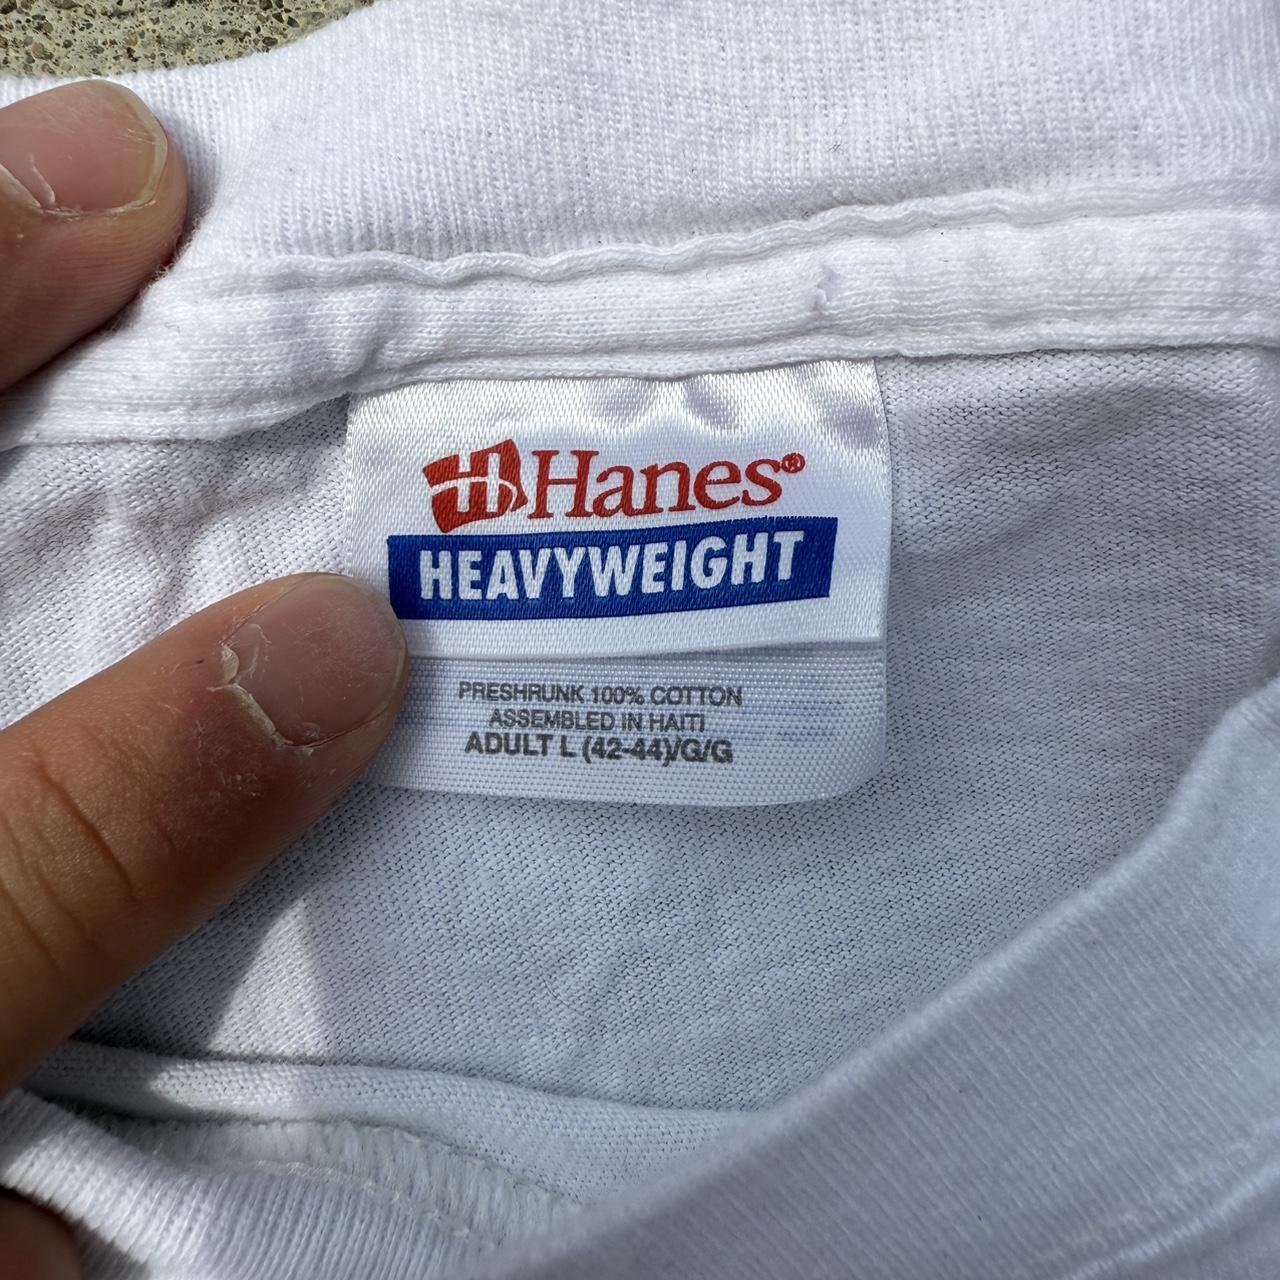 H Hanes®
HEAVYWEIGHT
PRESHRUNK 100% COTTON
ASSEMBLED IN HAITI
ADULT L (42-44)/G/G